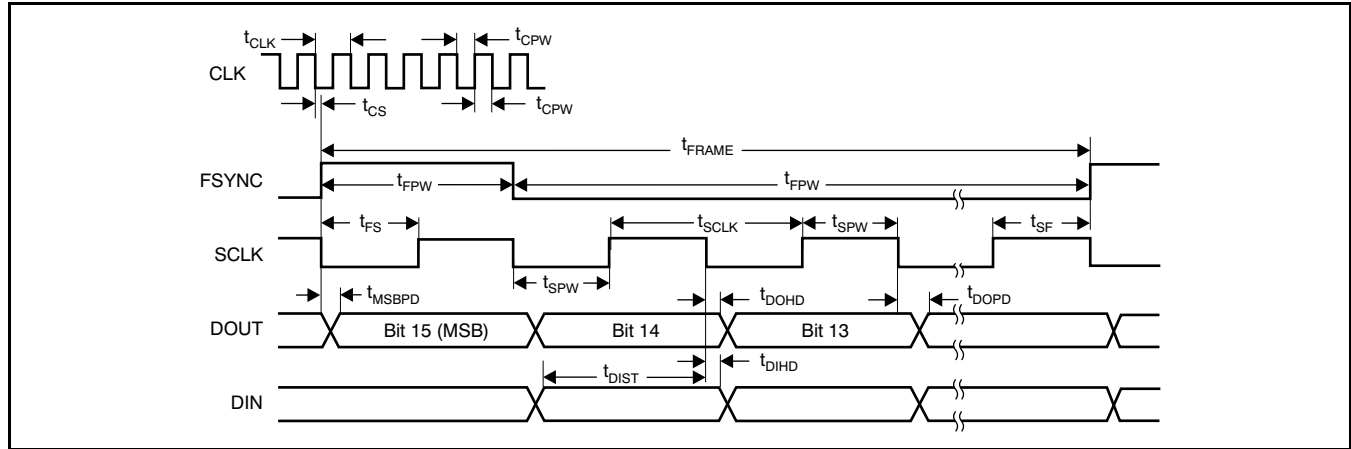 tCLK tCPW
CLK
tCS tCPW
tFRAME
FSYNC tFPW tFPW
tFS tSCLK tSPW tSF
SCLK
tSPW
tMSBPD tDOHD tDOPD
DOUT Bit 15 (MSB) Bit 14 Bit 13
tDIST tDIHD
DIN